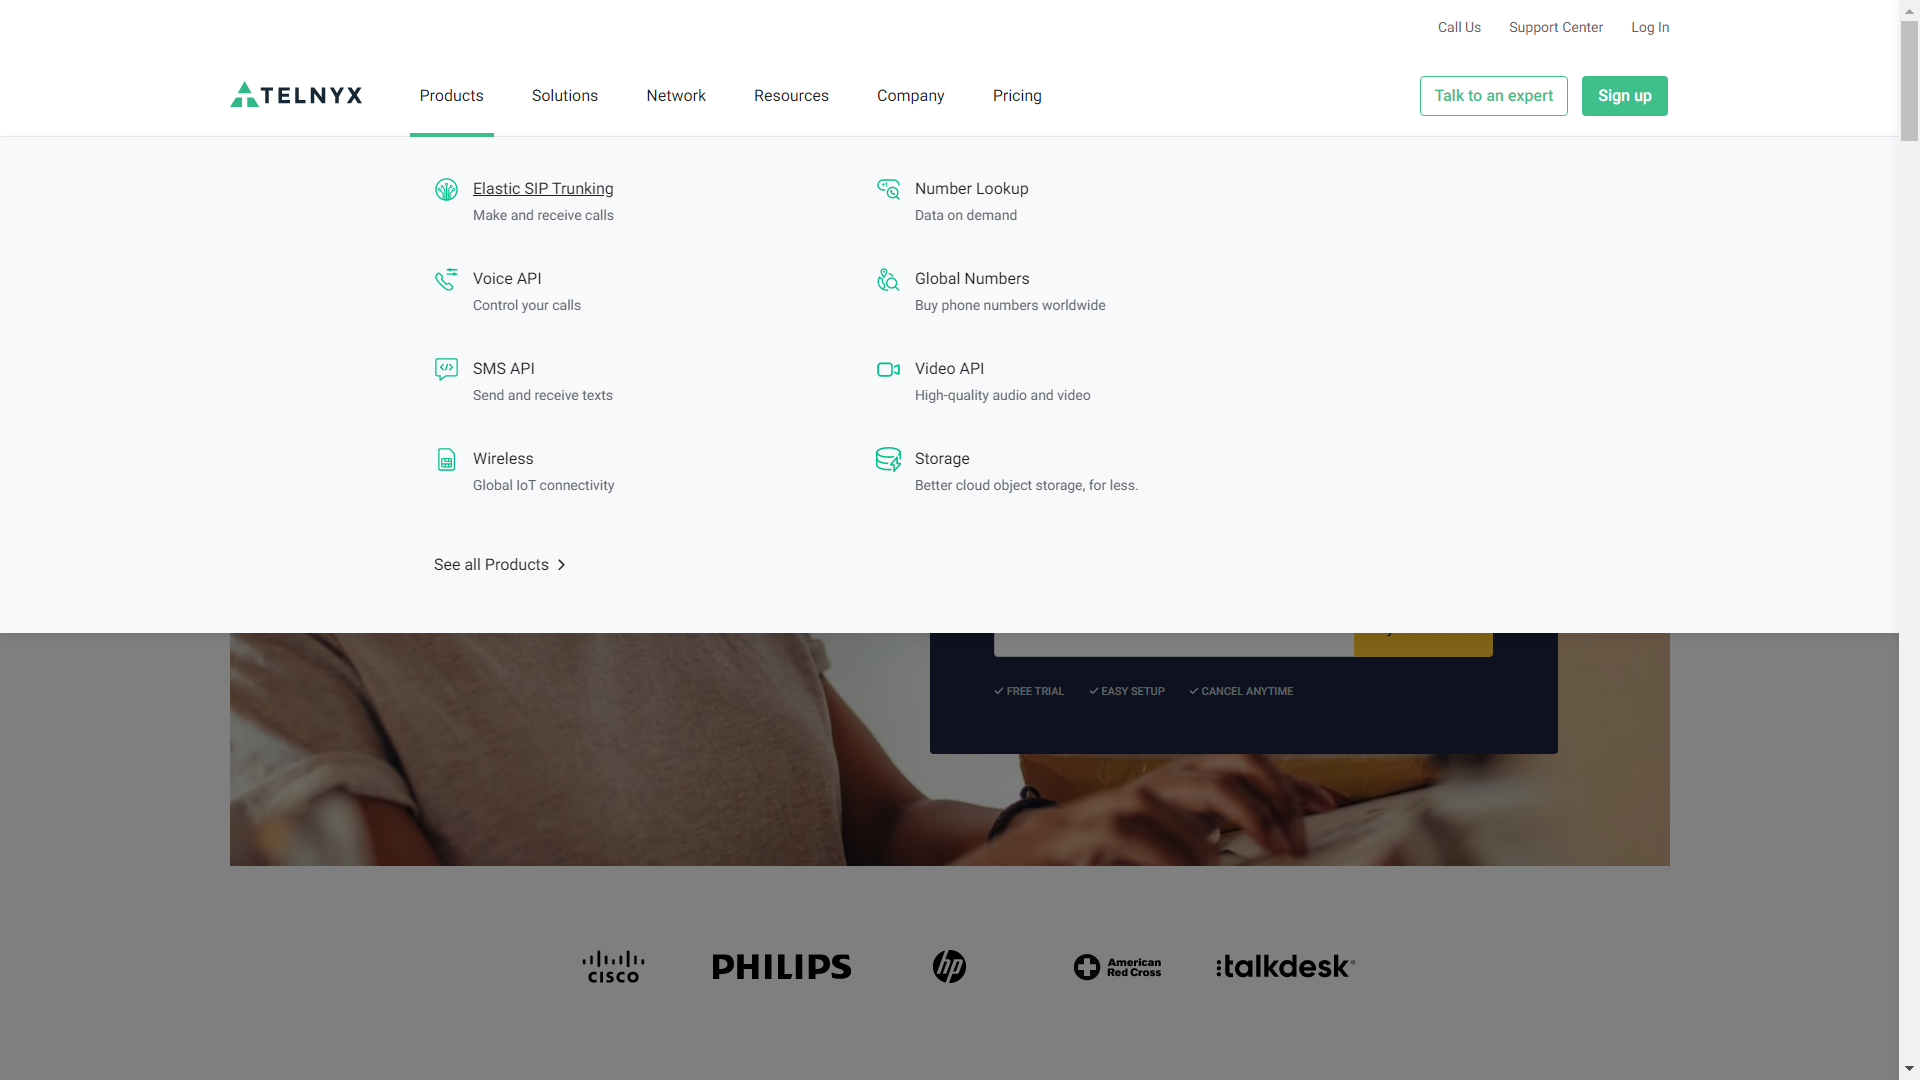 Call Us Support Center Log In
TELNYX Products Solutions Network Resources Company Pricing Talk to an expert Sign up
Elastic SIP Trunking
Make and receive calls
Number Lookup
Data on demand
Voice API
Control your calls
Global Numbers
Buy phone numbers worldwide
SMS API
Send and receive texts
Video API
High-quality audio and video
Wireless
Global IoT connectivity
Storage
Better cloud object storage, for less.
See all Products
FREE TRIAL EASY SETUP CANCEL ANYTIME
CISCO PHILIPS hp American Red Cross :talkdesk®